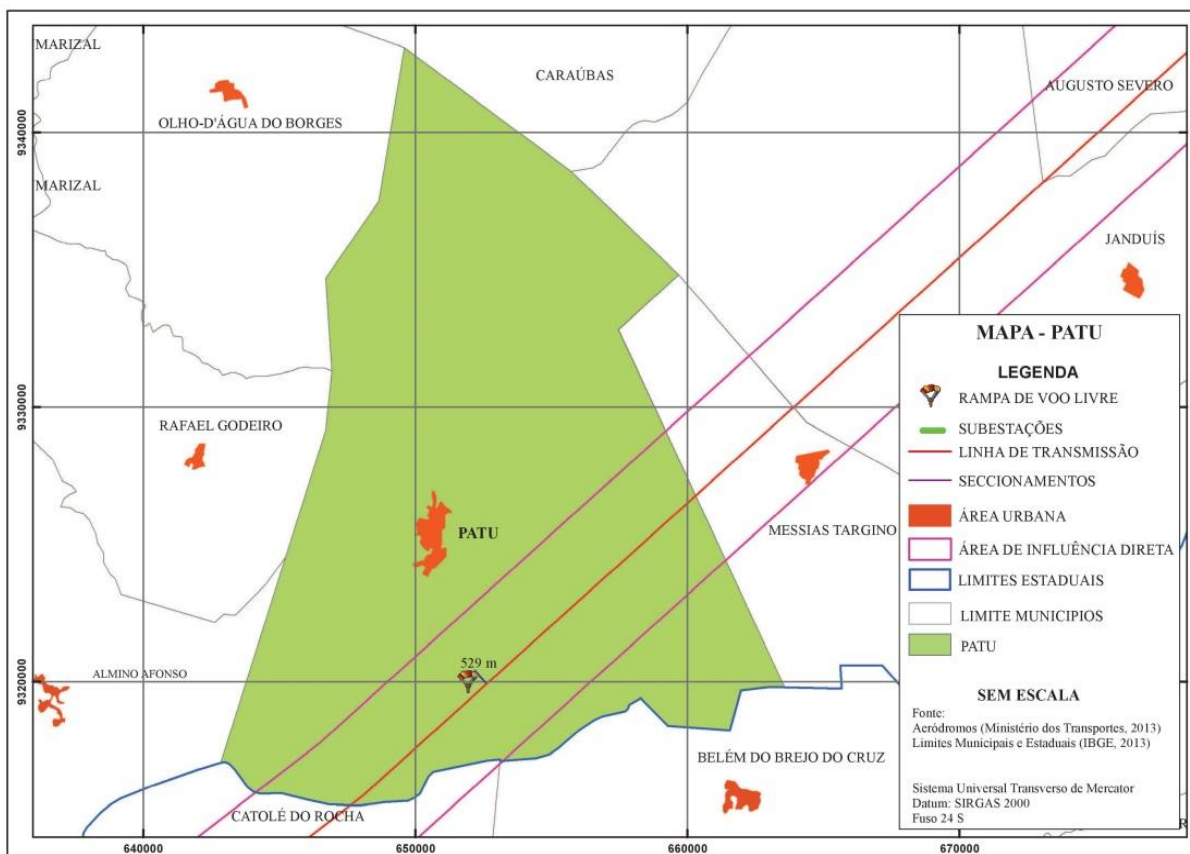 MARIZAL
CARAÚBAS
AUGUSTO SEVERO
OLHO-D'ÁGUA DO BORGES
9340000
MARIZAL
JANDUÍS
9330000
RAFAEL GODEIRO
PATU
MESSIAS TARGINO
529 m
9320000
ALMINO AFONSO
BELÉM DO BREJO DO CRUZ
CATOLÉ DO ROCHA
640000
650000
660000
670000
MAPA - PATU
LEGENDA
RAMPA DE VOO LIVRE
SUBESTAÇÕES
LINHA DE TRANSMISSÃO
SECCIONAMENTOS
ÁREA URBANA
ÁREA DE INFLUÊNCIA DIRETA
LIMITES ESTADUAIS
LIMITE MUNICIPIOS
PATU
SEM ESCALA
Fonte:
Aeródromos (Ministério dos Transportes, 2013)
Limites Municipais e Estaduais (IBGE, 2013)
Sistema Universal Transverso de Mercator
Datum: SIRGAS 2000
Fuso 24 S